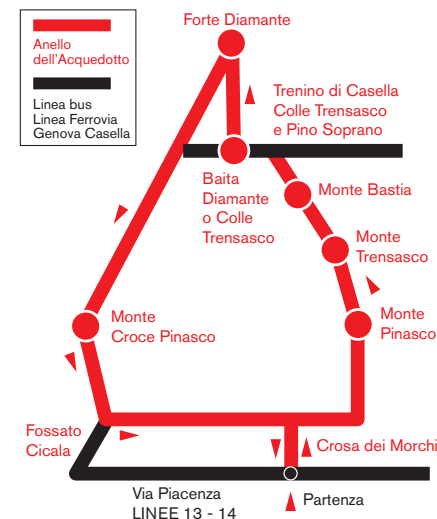 Anello
dell'Acquedotto
Linea bus
Linea Ferrovia
Genova Casella
Forte Diamante
Trenino di Casella
Colle Trensasco
e Pino Soprano
Baita
Diamante
o Colle
Trensasco
Monte Bastia
Monte
Trensasco
Monte
Croce Pinasco
Monte
Pinasco
Fossato
Cicala
Crosa dei Morchi
Via Piacenza
LINEE 13 - 14
Partenza